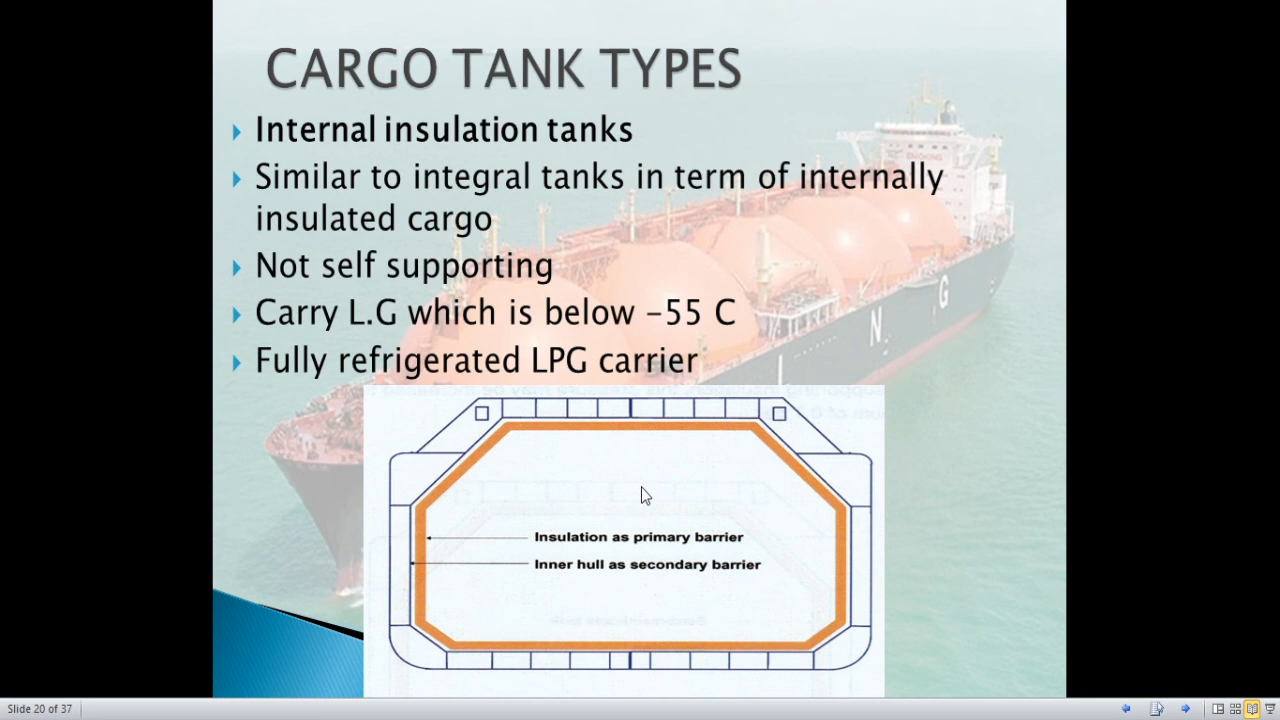 CARGO TANK TYPES
Internal insulation tanks
Similar to integral tanks in term of internally
insulated cargo
Not self supporting
Carry L.G which is below -55 C
Fully refrigerated LPG carrier
L N G
Insulation as primary barrier
Inner hull as secondary barrier
Slide 20 of 37